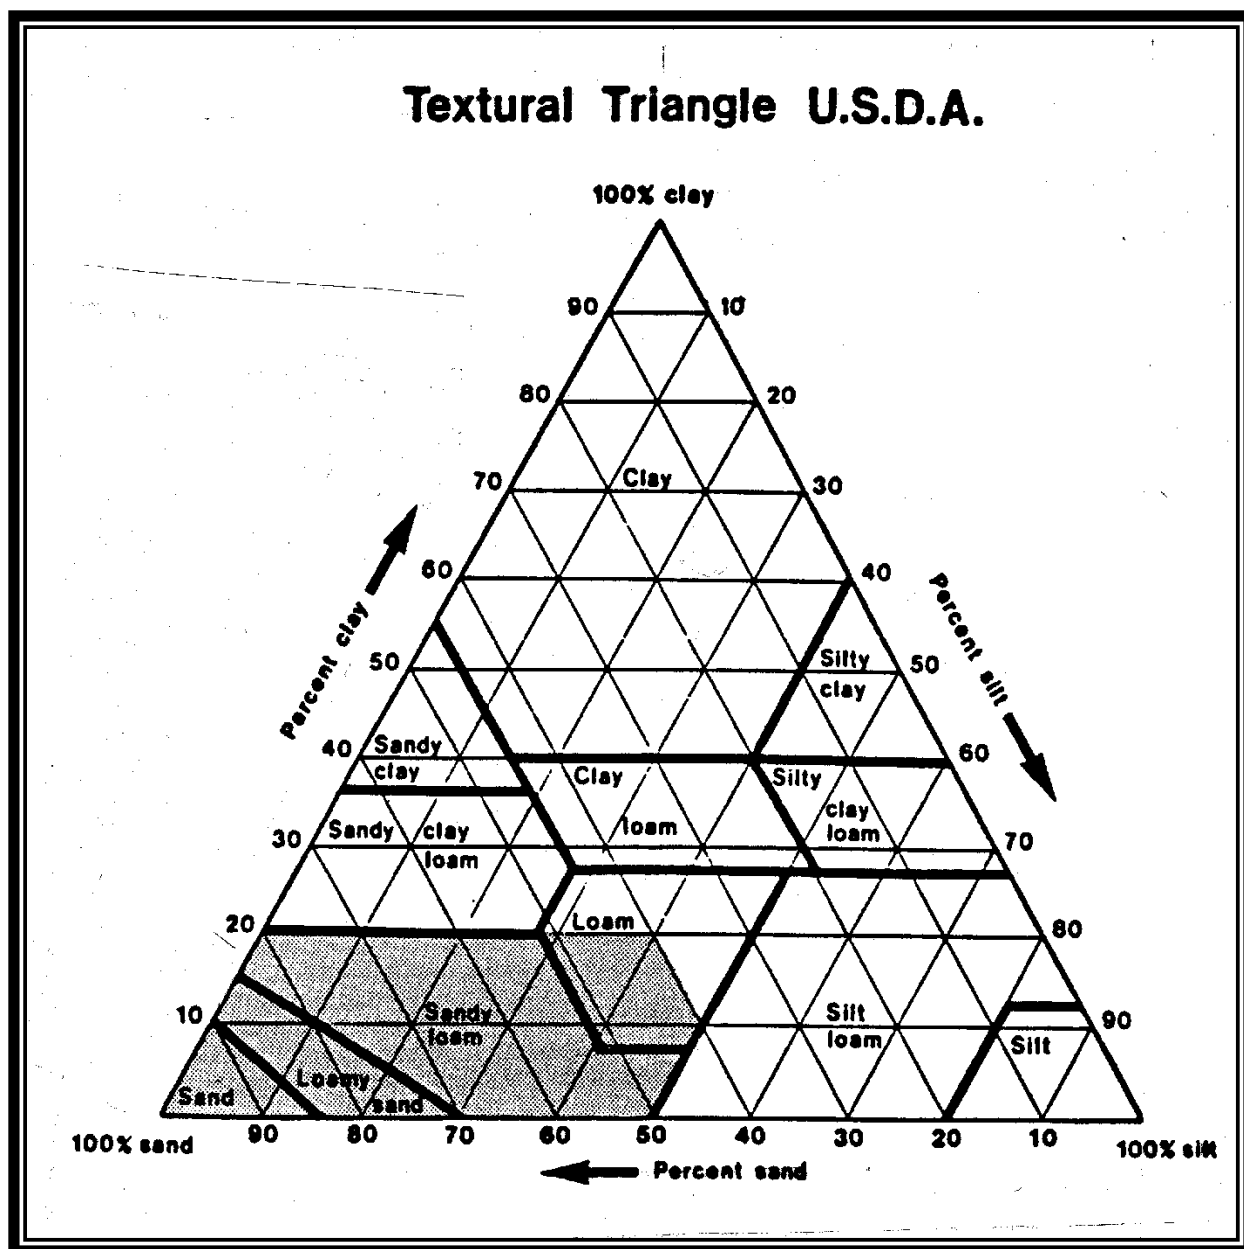 Textural Triangle U.S.D.A.
100% clay
90
10
80
20
Clay
70
30
60
40
Percent clay
Percent silt
50
Silty
clay
50
40
Sandy
clay
Clay
loam
Silty
clay
loam
60
30
Sandy clay
loam
70
20
Loam
80
10
Sandy
loam
Silt
loam
Silt
90
Sand
Loamy
sand
100% sand
90
80
70
60
50
40
30
20
10
100% silt
Percent sand